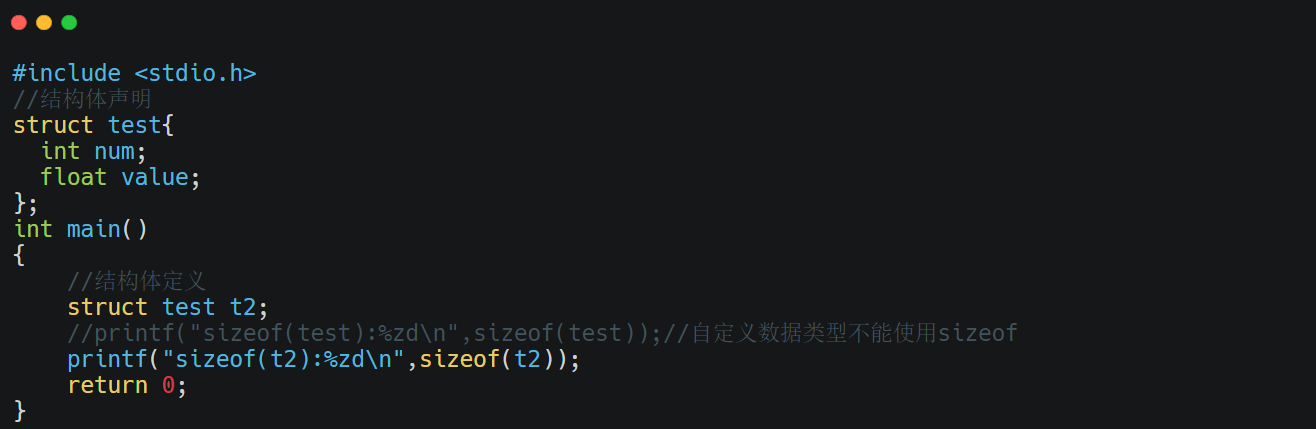 #include <stdio.h>
//结构体声明
struct test{
  int num;
  float value;
};
int main()
{
    //结构体定义
    struct test t2;
    //printf("sizeof(test):%zd\n",sizeof(test));//自定义数据类型不能使用sizeof
    printf("sizeof(t2):%zd\n",sizeof(t2));
    return 0;
}